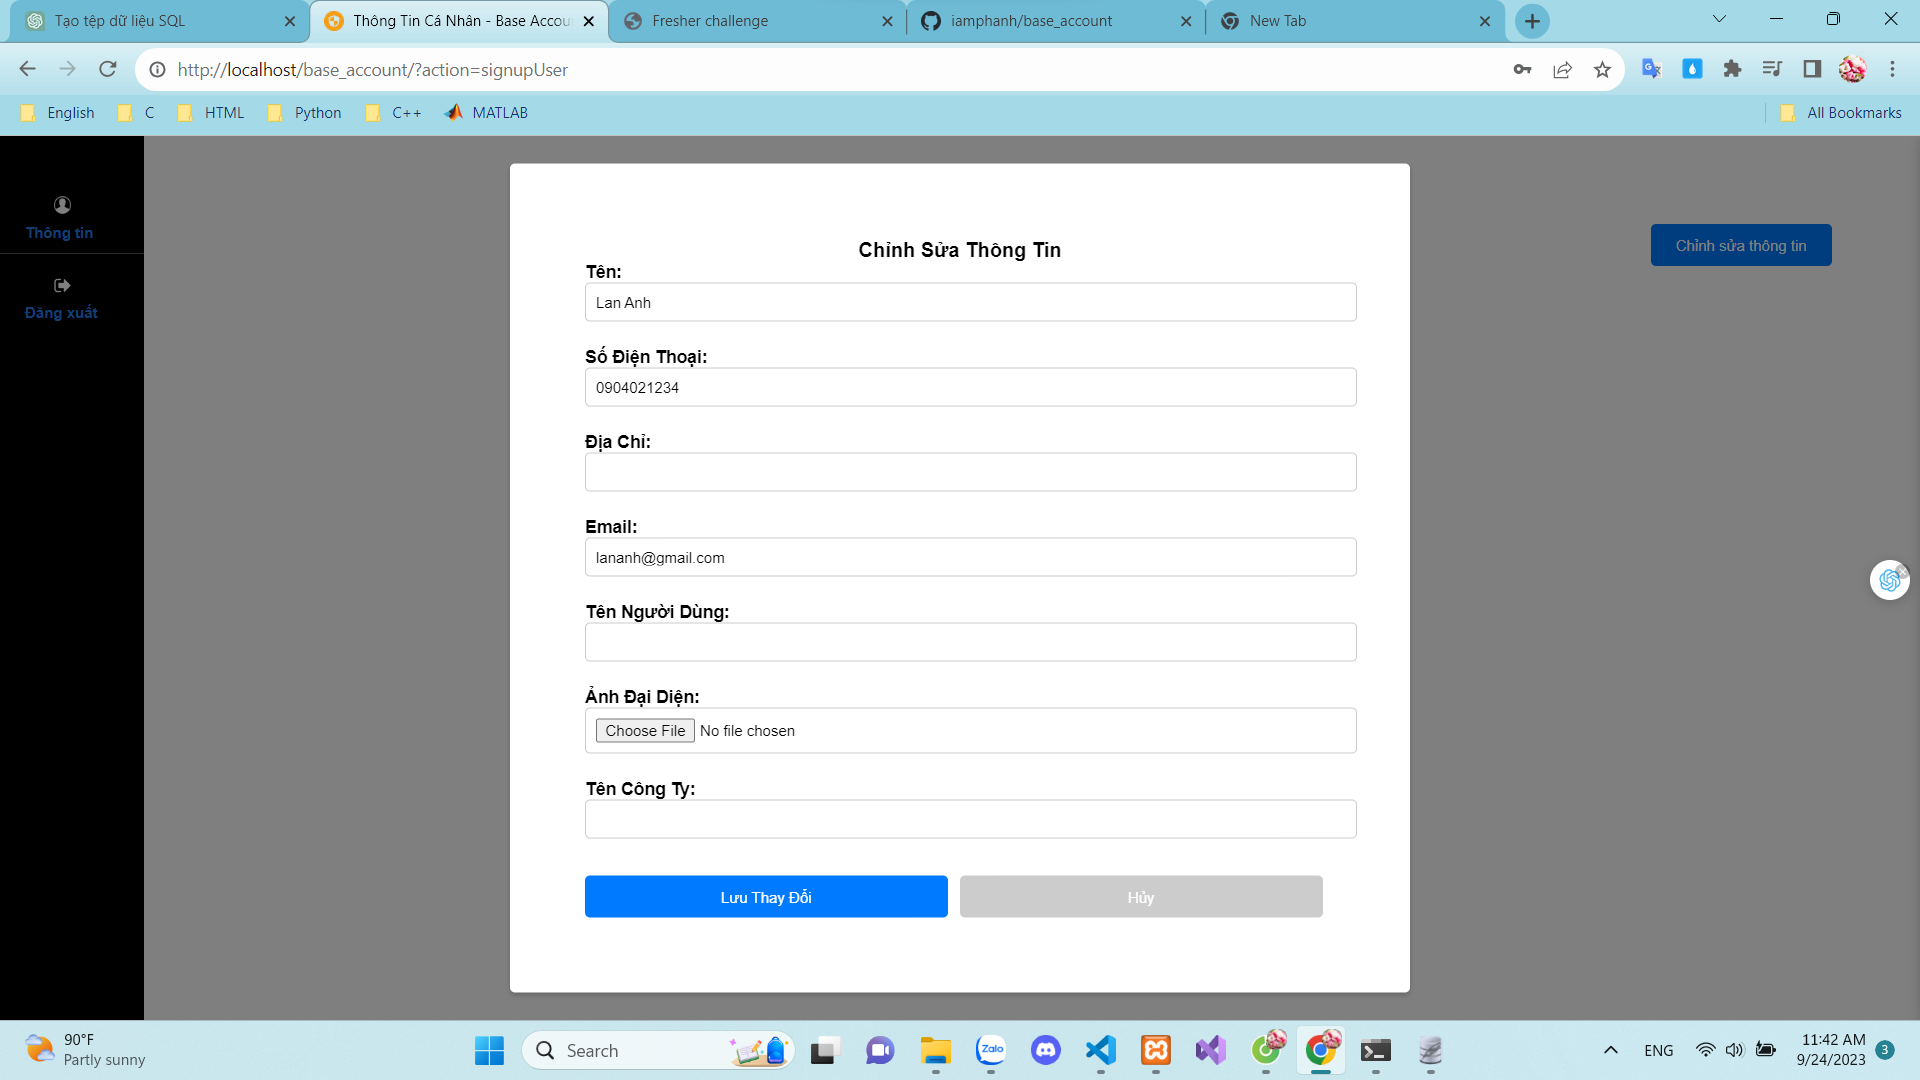 Tạo tệp dữ liệu SQL
Thông Tin Cá Nhân - Base Accou
Fresher challenge
iamphanh/base_account
New Tab
http://localhost/base_account/?action=signupUser
English
C
HTML
Python
C++
MATLAB
All Bookmarks
Thông tin
Đăng xuất
Chỉnh sửa thông tin
Chỉnh Sửa Thông Tin
Tên:
Lan Anh
Số Điện Thoại:
0904021234
Địa Chỉ:
Email:
lananh@gmail.com
Tên Người Dùng:
Ảnh Đại Diện:
Choose File No file chosen
Tên Công Ty:
Lưu Thay Đổi
Hủy
90°F
Partly sunny
Search
Zalo
ENG
11:42 AM
9/24/2023
3